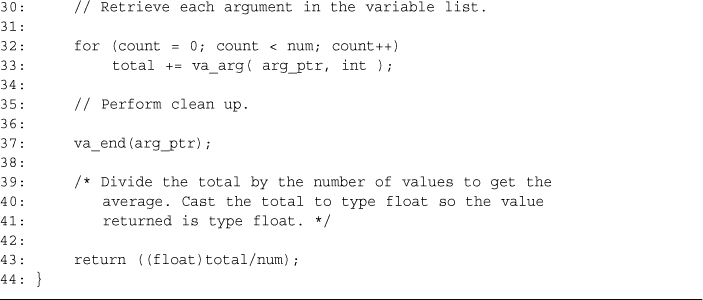 30:     // Retrieve each argument in the variable list.
31:
32:     for (count = 0; count < num; count++)
33:         total += va_arg( arg_ptr, int );
34:
35:     // Perform clean up.
36:
37:     va_end(arg_ptr);
38:
39:     /* Divide the total by the number of values to get the
40:        average. Cast the total to type float so the value
41:        returned is type float. */
42:
43:     return ((float)total/num);
44: }